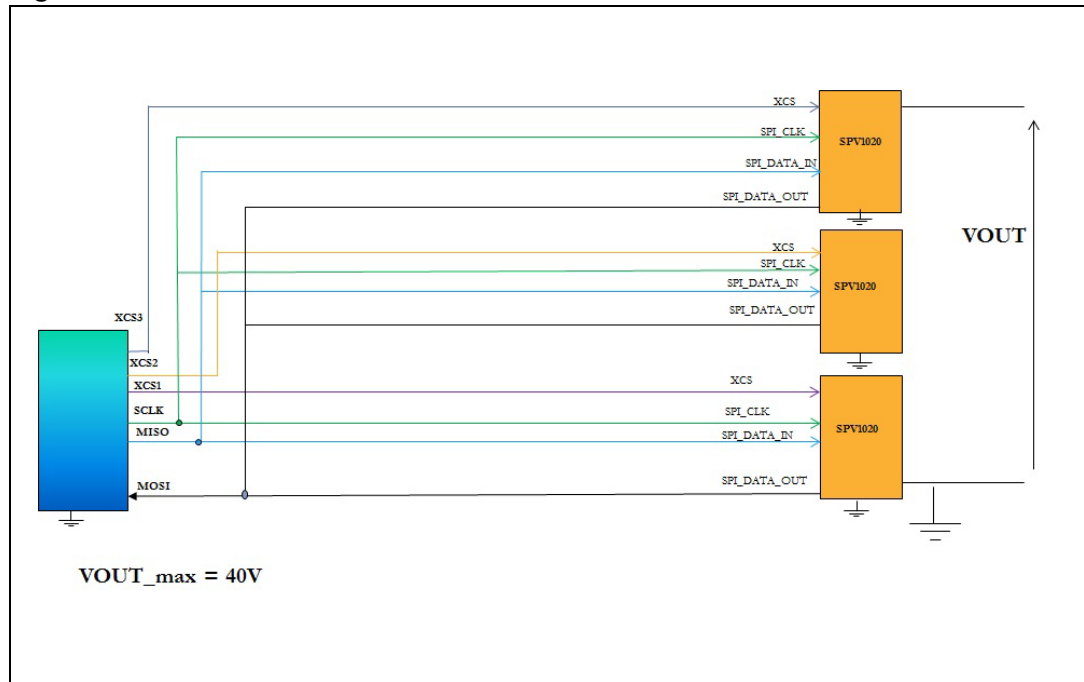 XCS
SPI_CLK
SPV1020
SPI_DATA_IN
SPI_DATA_OUT
VOUT
XCS
SPI_CLK
SPI_DATA_IN
SPV1020
SPI_DATA_OUT
XCS3
XCS2
XCS1
XCS
SCLK
SPI_CLK
MISO
SPI_DATA_IN
SPV1020
MOSI
SPI_DATA_OUT
VOUT_max = 40V